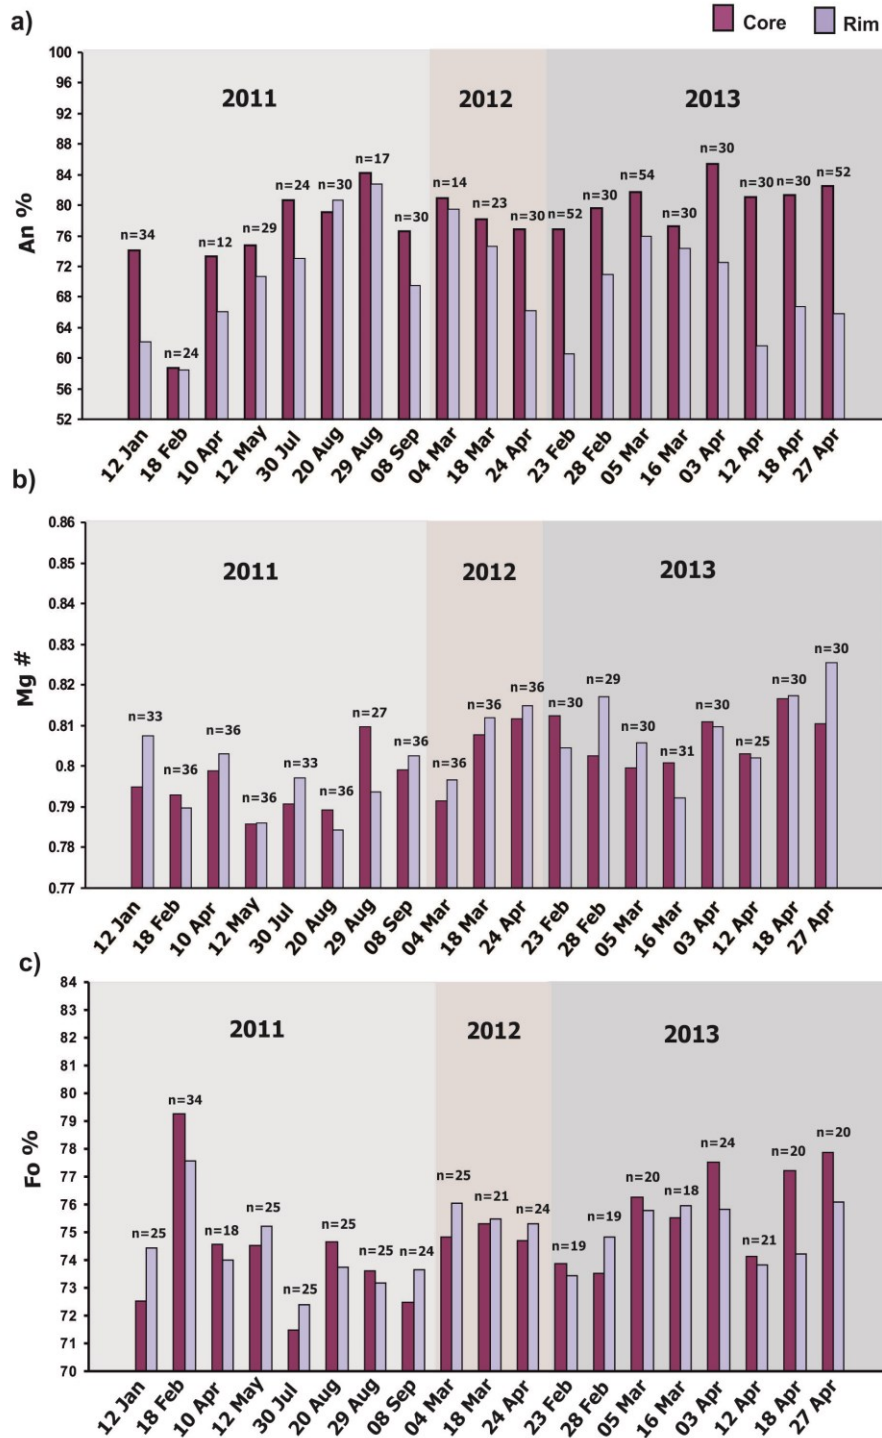 a)
Core Rim
100
96
92
88
84
80
76
72
68
64
60
56
52
An %
2011 2012 2013
n=34 n=24 n=12 n=29 n=24 n=30 n=17 n=30 n=14 n=23 n=30 n=52 n=30 n=54 n=30 n=30 n=30 n=30 n=52
12 Jan 18 Feb 10 Apr 12 May 30 Jul 20 Aug 29 Aug 08 Sep 04 Mar 18 Mar 24 Apr 23 Feb 28 Feb 05 Mar 16 Mar 03 Apr 12 Apr 18 Apr 27 Apr
b)
0.86
0.85
0.84
0.83
0.82
0.81
0.8
0.79
0.78
0.77
Mg #
2011 2012 2013
n=33 n=36 n=36 n=36 n=33 n=36 n=27 n=36 n=36 n=36 n=36 n=30 n=29 n=30 n=31 n=30 n=25 n=30 n=30
12 Jan 18 Feb 10 Apr 12 May 30 Jul 20 Aug 29 Aug 08 Sep 04 Mar 18 Mar 24 Apr 23 Feb 28 Feb 05 Mar 16 Mar 03 Apr 12 Apr 18 Apr 27 Apr
c)
84
83
82
81
80
79
78
77
76
75
74
73
72
71
70
Fo %
2011 2012 2013
n=25 n=34 n=18 n=25 n=25 n=25 n=25 n=24 n=25 n=21 n=24 n=19 n=19 n=20 n=18 n=24 n=21 n=20 n=20
12 Jan 18 Feb 10 Apr 12 May 30 Jul 20 Aug 29 Aug 08 Sep 04 Mar 18 Mar 24 Apr 23 Feb 28 Feb 05 Mar 16 Mar 03 Apr 12 Apr 18 Apr 27 Apr